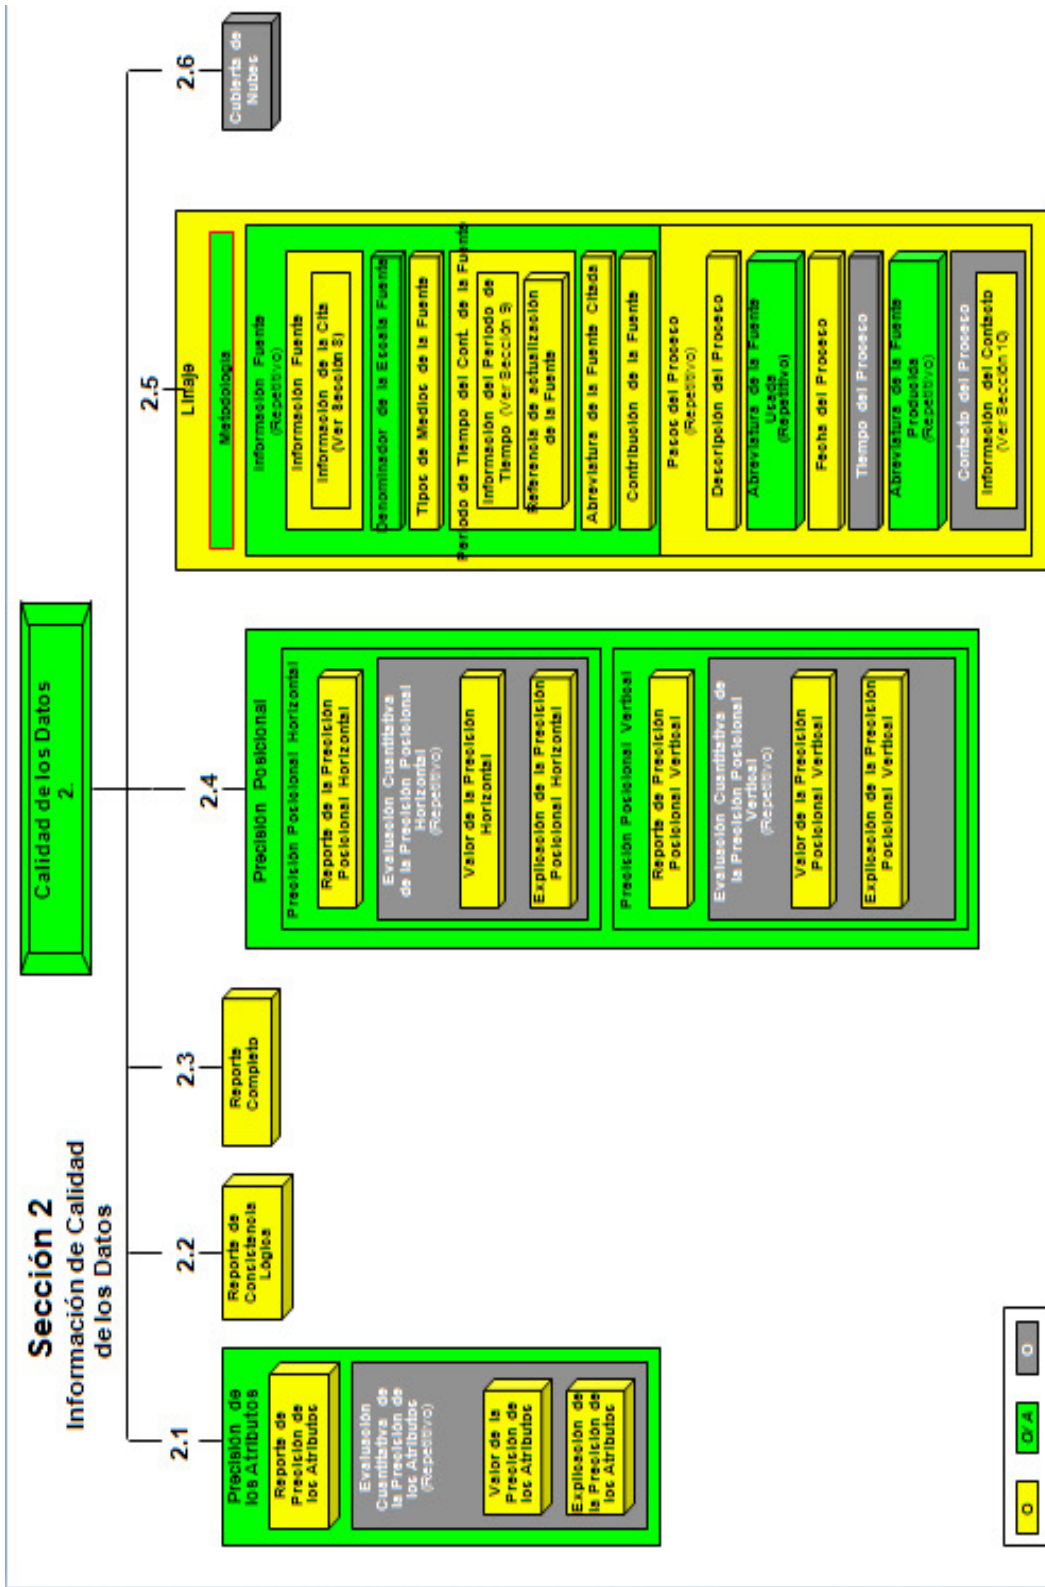 Sección 2
Información de Calidad
de los Datos
Calidad de los Datos
2.
2.1
Precisión de
los Atributos
Reporte de
Precisión de
los Atributos
Evaluación
Cuantitativa de
la Precisión de
los Atributos
(Repetitivo)
Valor de la
Precisión de
los Atributos
Explicación de
la Precisión de
los Atributos
2.2
Reporte de
Consistencia
Lógica
2.3
Reporte
Completo
2.4
Precisión Posicional
Precisión Posicional Horizontal
Reporte de la Precisión
Posicional Horizontal
Evaluación Cuantitativa
de la Precisión Posicional
Horizontal
(Repetitivo)
Valor de la Precisión
Horizontal
Explicación de la Precisión
Posicional Horizontal
Precisión Posicional Vertical
Reporte de Precisión
Posicional Vertical
Evaluación Cuantitativa de
la Precisión Posicional
Vertical
(Repetitivo)
Valor de la Precisión
Posicional Vertical
Explicación de la Precisión
Posicional Vertical
2.5
Linaje
Metodología
Información Fuente
(Repetitivo)
Información Fuente
Información de la Cita
(Ver Sección 8)
Denominador de la Escala Fuente
Tipos de Medios de la Fuente
Periodo de Tiempo del Cont. de la Fuente
Información del Periodo de
Tiempo (Ver Sección 9)
Referencia de actualización
de la Fuente
Abreviatura de la Fuente Citada
Contribución de la Fuente
Pasos del Proceso
(Repetitivo)
Descripción del Proceso
Abreviatura de la Fuente
Usada
(Repetitivo)
Fecha del Proceso
Tiempo del Proceso
Abreviatura de la Fuente
Producida
(Repetitivo)
Contacto del Proceso
Información del Contacto
(Ver Sección 10)
2.6
Cubierta de
Nubes
O
O/A
O